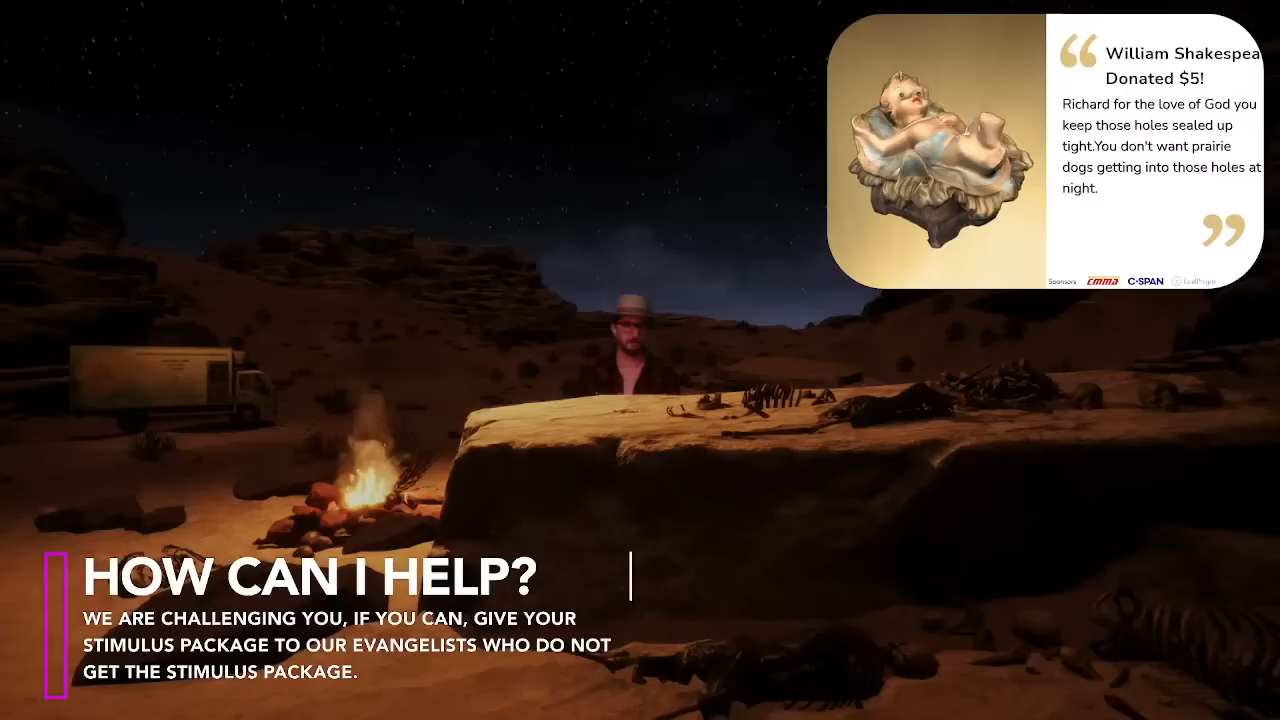 William Shakespea
Donated $5!
Richard for the love of God you
keep those holes sealed up
tight.You don't want prairie
dogs getting into those holes at
night.
Sponsors CMMA C-SPAN
HOW CAN I HELP?
WE ARE CHALLENGING YOU, IF YOU CAN, GIVE YOUR
STIMULUS PACKAGE TO OUR EVANGELISTS WHO DO NOT
GET THE STIMULUS PACKAGE.